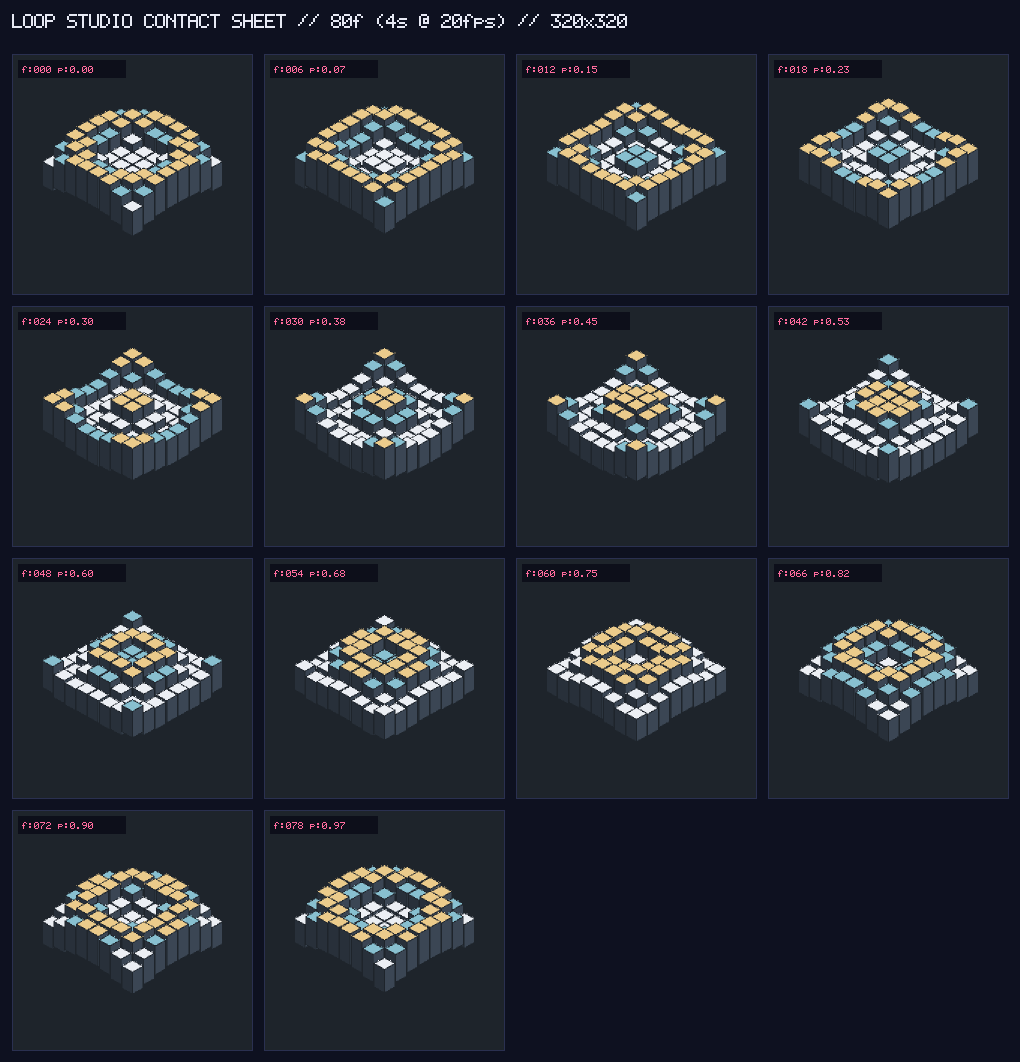 LOOP STUDIO CONTACT SHEET // 80f (4s @ 20fps) // 320x320
f:000 p:0.00
f:006 p:0.07
f:012 p:0.15
f:018 p:0.23
f:024 p:0.30
f:030 p:0.38
f:036 p:0.45
f:042 p:0.53
f:048 p:0.60
f:054 p:0.68
f:060 p:0.75
f:066 p:0.82
f:072 p:0.90
f:078 p:0.97